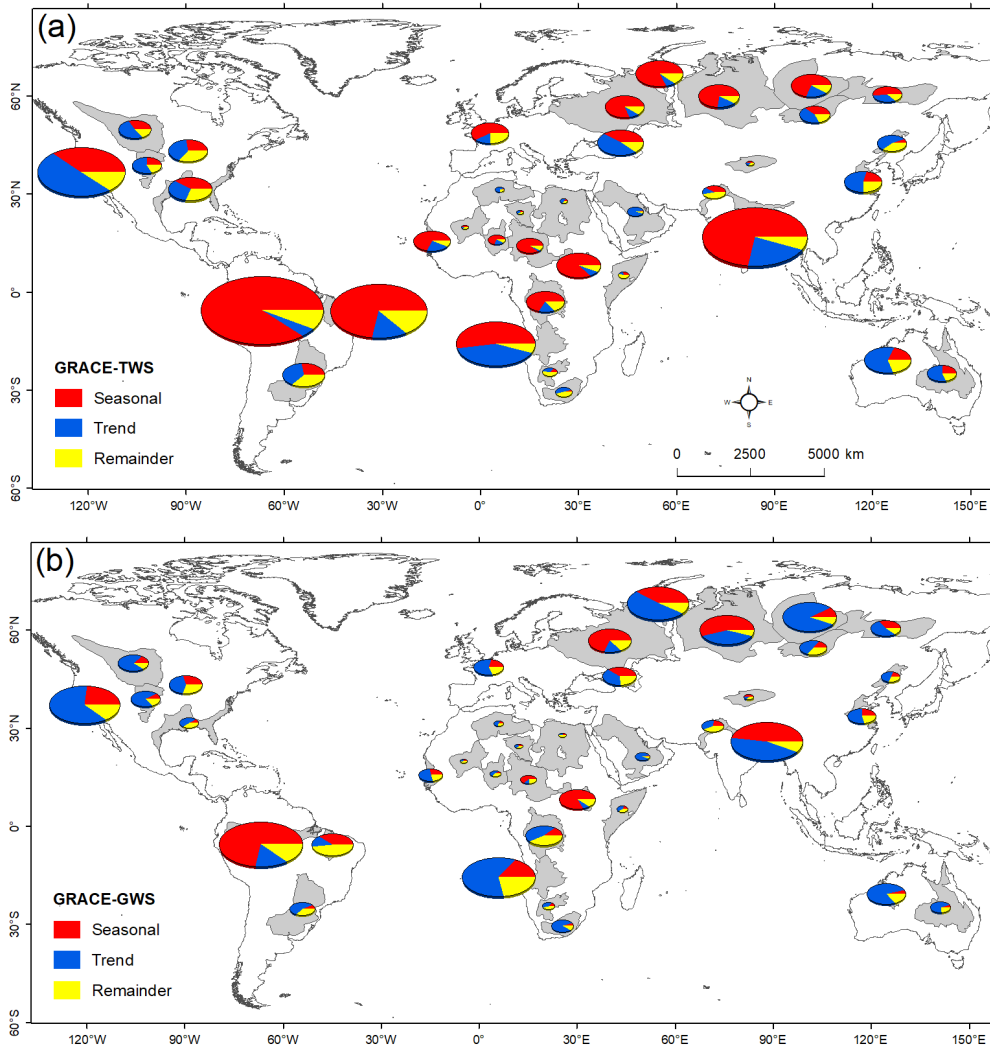 (a)
60°N
30°N
0°
30°S
60°S
GRACE-TWS
Seasonal
Trend
Remainder
N
W E
S
0 2500 5000 km
120°W 90°W 60°W 30°W 0° 30°E 60°E 90°E 120°E 150°E
(b)
60°N
30°N
0°
30°S
60°S
GRACE-GWS
Seasonal
Trend
Remainder
120°W 90°W 60°W 30°W 0° 30°E 60°E 90°E 120°E 150°E